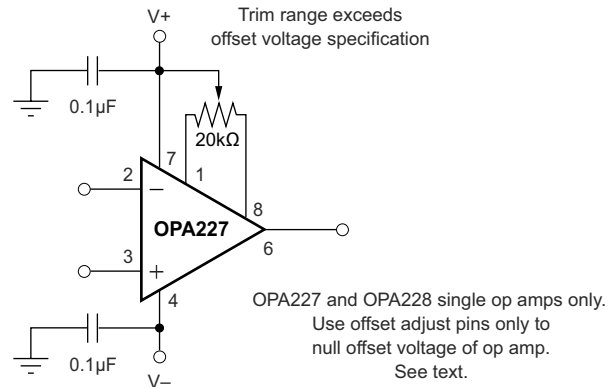 V+
Trim range exceeds
offset voltage specification
0.1µF
20kΩ
7
1
2
−
8
OPA227
6
3
+
4
OPA227 and OPA228 single op amps only.
Use offset adjust pins only to
null offset voltage of op amp.
See text.
0.1µF
V–